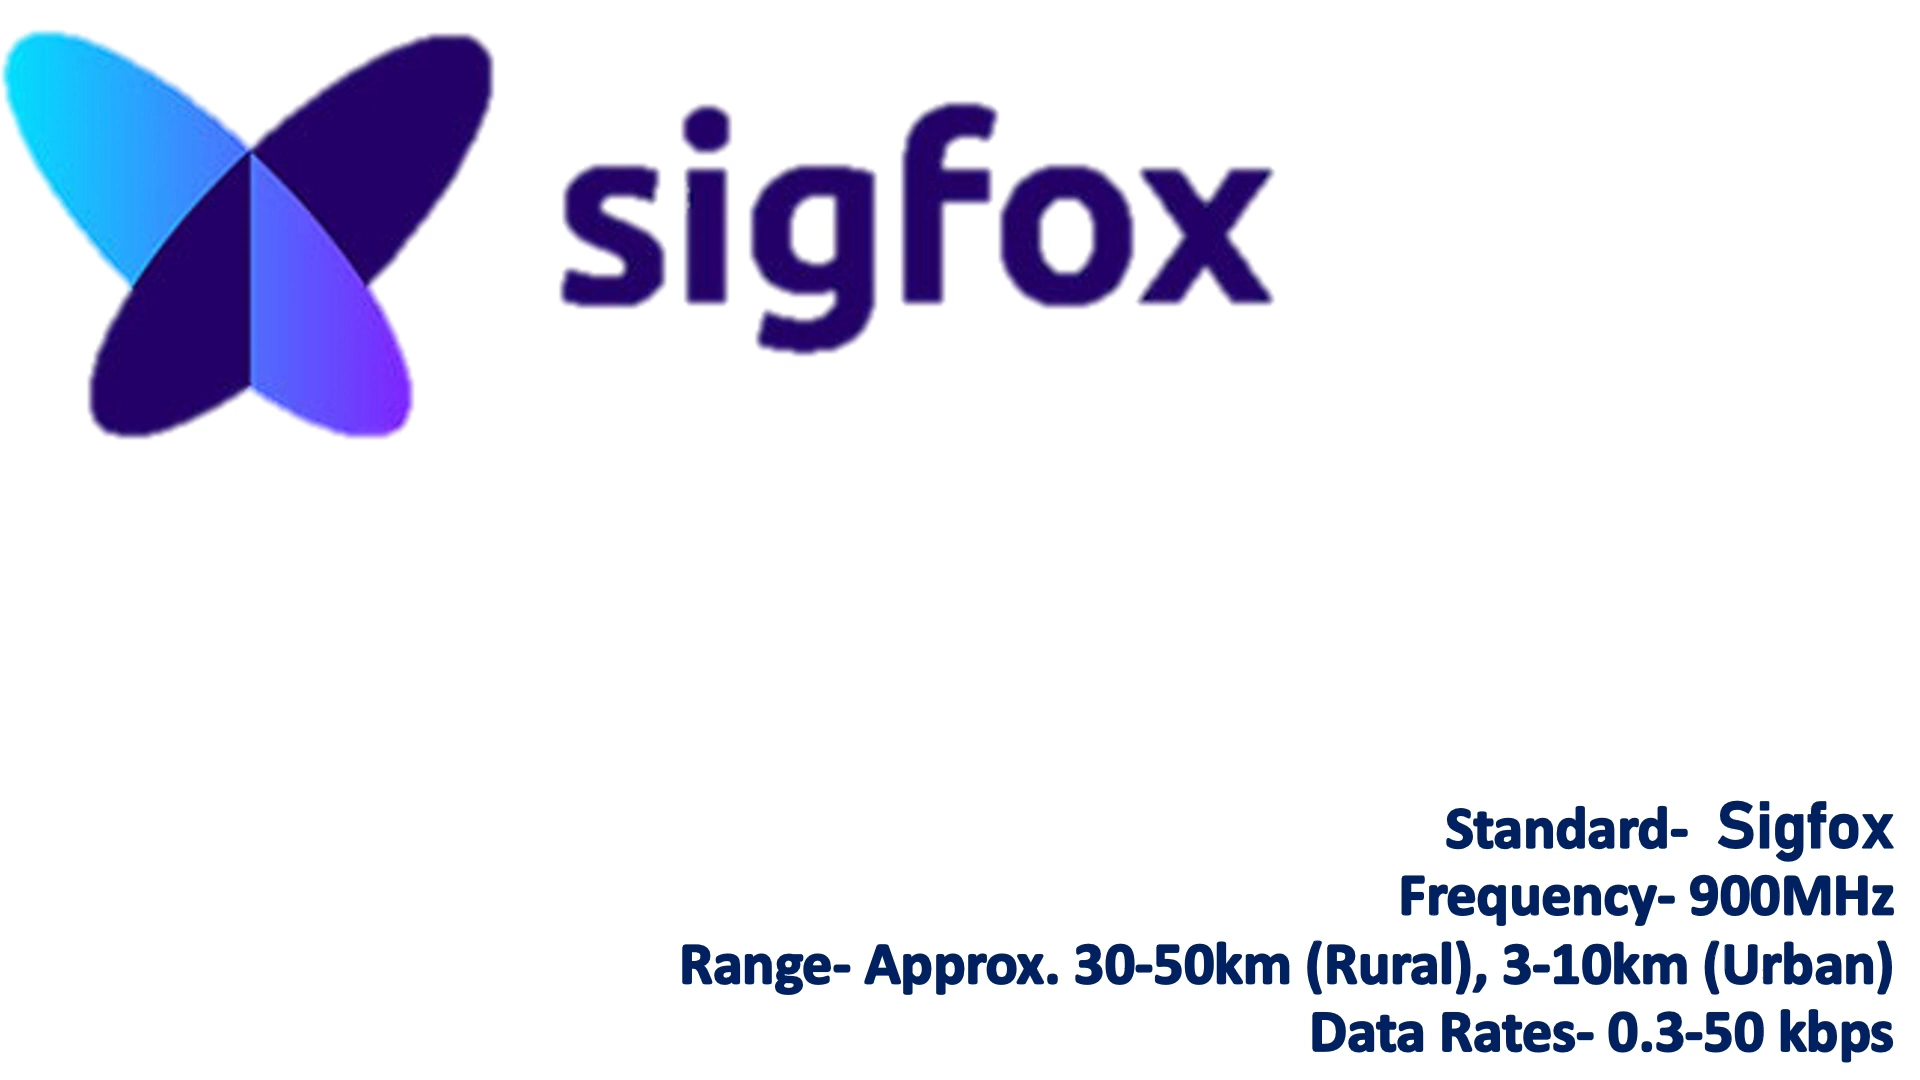 sigfox
Standard- Sigfox
Frequency- 900MHz
Range- Approx. 30-50km (Rural), 3-10km (Urban)
Data Rates- 0.3-50 kbps